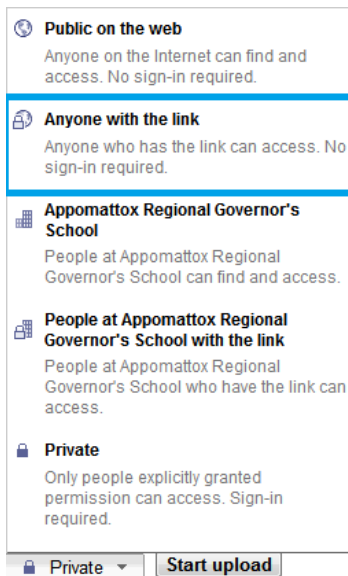 Public on the web
Anyone on the Internet can find and
access. No sign-in required.
Anyone with the link
Anyone who has the link can access. No
sign-in required.
Appomattox Regional Governor's
School
People at Appomattox Regional
Governor's School can find and access.
People at Appomattox Regional
Governor's School with the link
People at Appomattox Regional
Governor's School who have the link can
access.
Private
Only people explicitly granted
permission can access. Sign-in
required.
Private Start upload